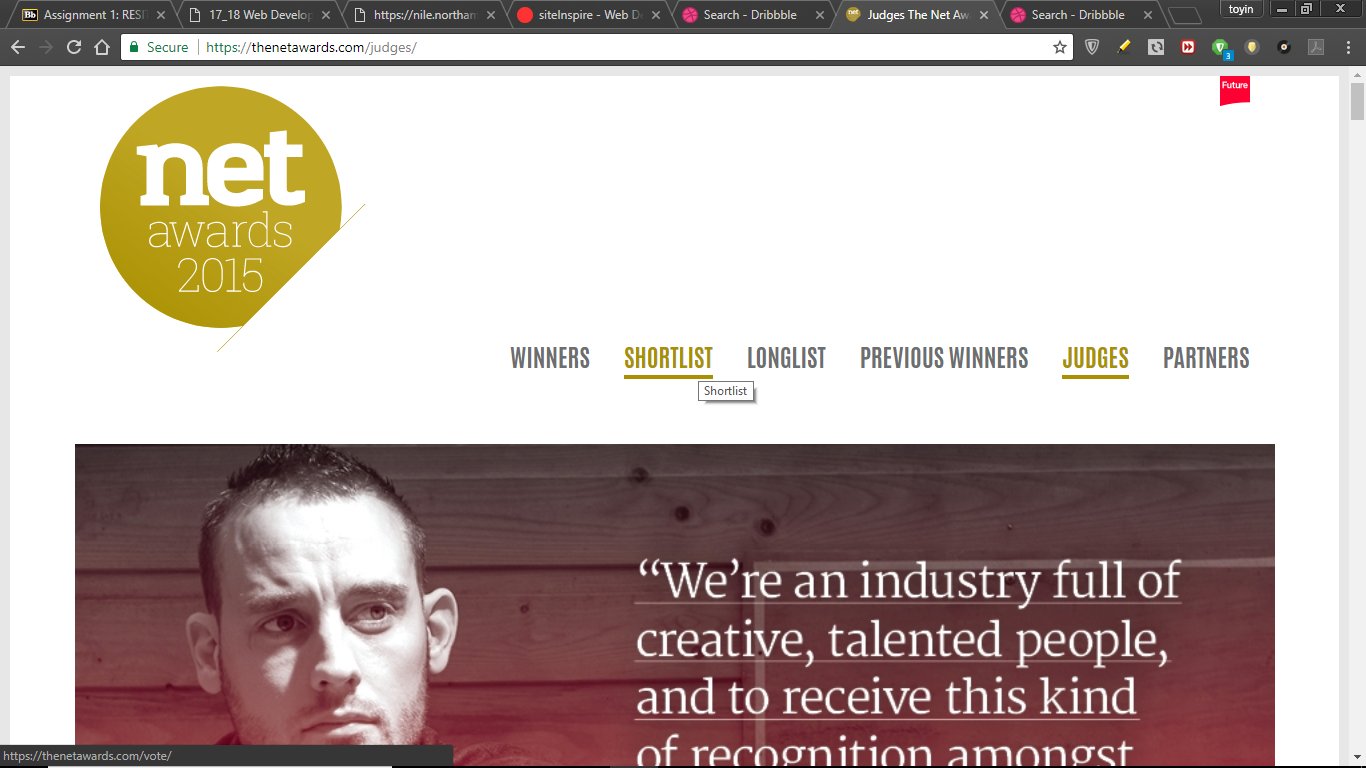 Assignment 1: RESI
17_18 Web Develop
https://nile.northam
siteInspire - Web D
Search - Dribbble
Judges The Net Aw
Search - Dribbble
toyin
Secure
https://thenetawards.com/judges/
3
Future
net
awards
2015
WINNERS
SHORTLIST
LONGLIST
PREVIOUS WINNERS
JUDGES
PARTNERS
Shortlist
“We’re an industry full of
creative, talented people,
and to receive this kind
of recognition amongst
https://thenetawards.com/vote/